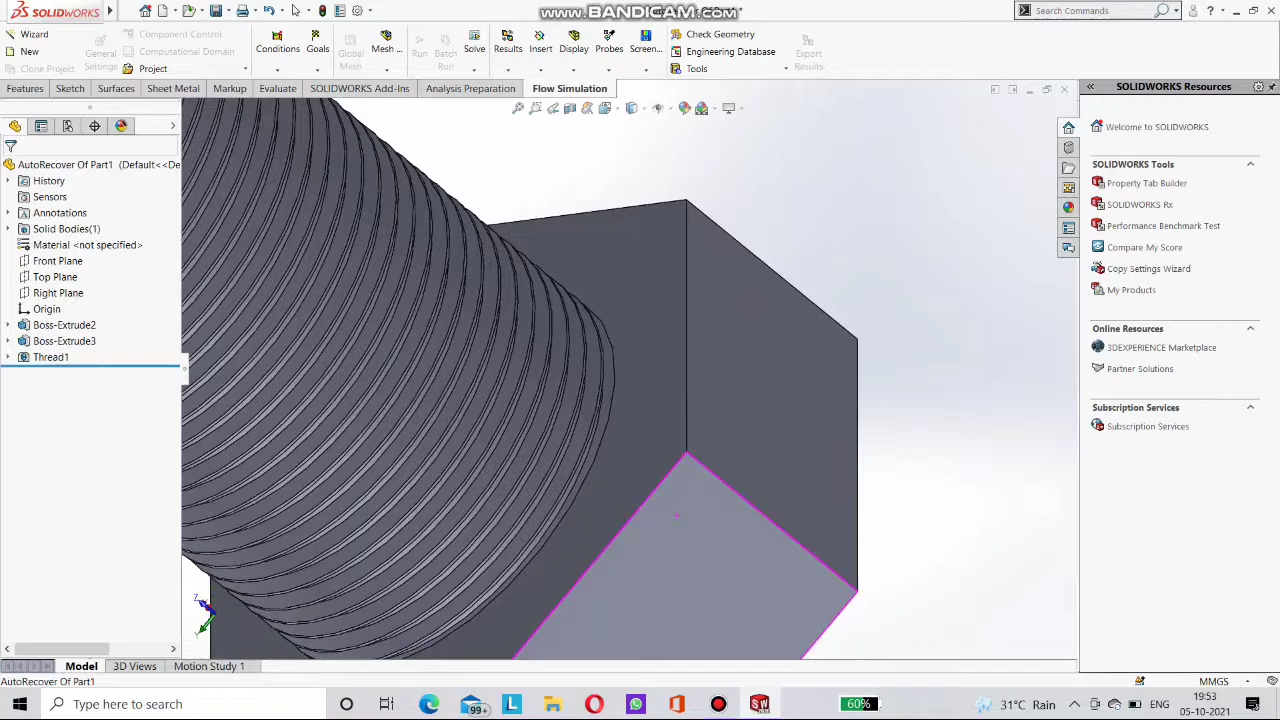 SOLIDWORKS
www.BANDICAM.com
Search Commands
Wizard
New
Clone Project
General Settings
Component Control
Computational Domain
Project
Conditions
Goals
Global Mesh
Mesh ...
Run
Batch Run
Solve
Results
Insert
Display
Probes
Screen...
Check Geometry
Engineering Database
Tools
Export Results
Features
Sketch
Surfaces
Sheet Metal
Markup
Evaluate
SOLIDWORKS Add-Ins
Analysis Preparation
Flow Simulation
AutoRecover Of Part1 (Default<<De
History
Sensors
Annotations
Solid Bodies(1)
Material <not specified>
Front Plane
Top Plane
Right Plane
Origin
Boss-Extrude2
Boss-Extrude3
Thread1
Z
Y
SOLIDWORKS Resources
Welcome to SOLIDWORKS
SOLIDWORKS Tools
Property Tab Builder
SOLIDWORKS Rx
Performance Benchmark Test
Compare My Score
Copy Settings Wizard
My Products
Online Resources
3DEXPERIENCE Marketplace
Partner Solutions
Subscription Services
Subscription Services
Model
3D Views
Motion Study 1
AutoRecover Of Part1
MMGS
Type here to search
99+
60%
31°C Rain
ENG
19:53
05-10-2021